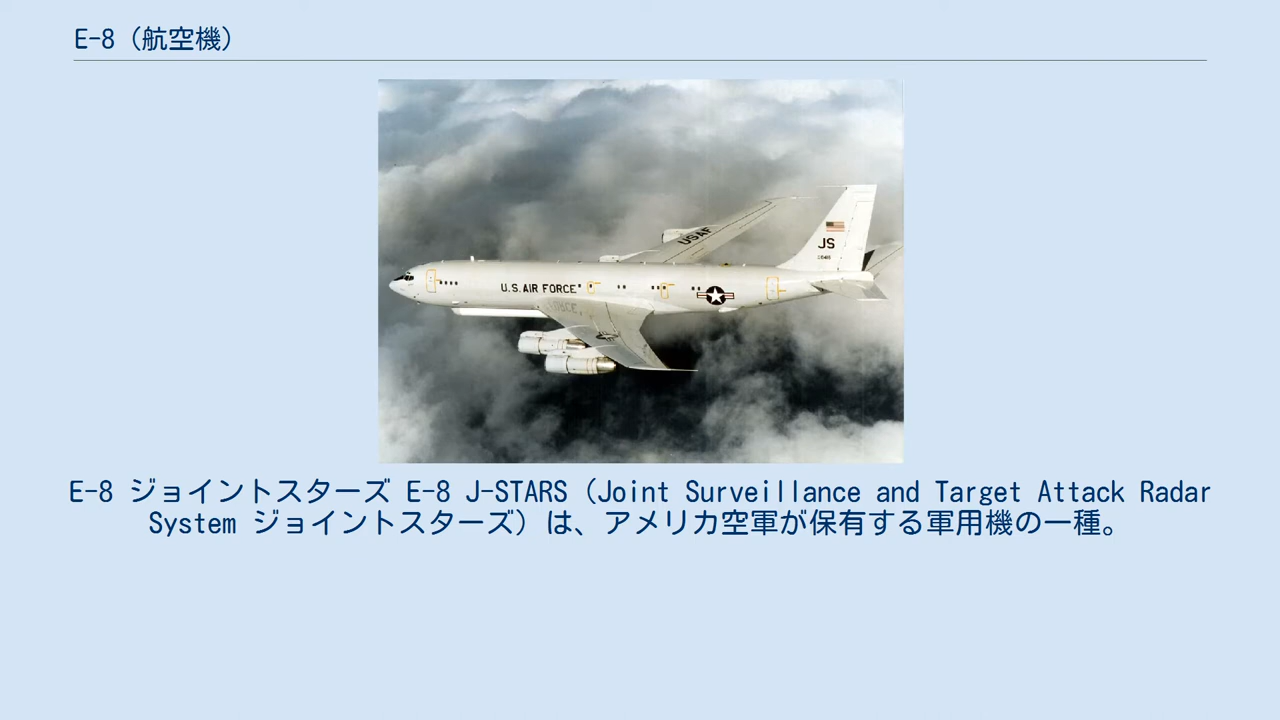 E-8（航空機）
USAF
JS
U.S. AIR FORCE
E-8 ジョイントスターズ E-8 J-STARS（Joint Surveillance and Target Attack Radar
System ジョイントスターズ）は、アメリカ空軍が保有する軍用機の一種。